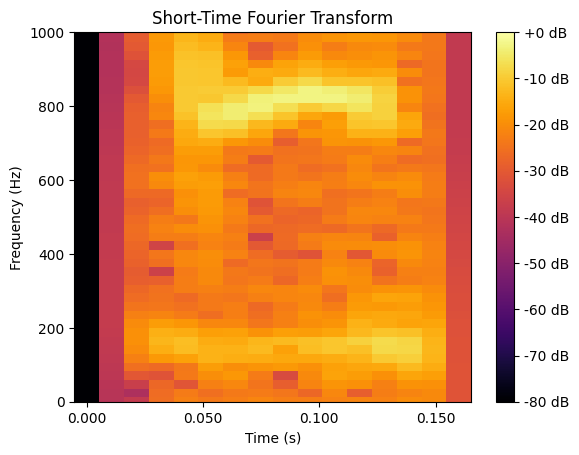 Short-Time Fourier Transform
1000
800
600
400
200
0
Frequency (Hz)
0.000
0.050
0.100
0.150
Time (s)
+0 dB
-10 dB
-20 dB
-30 dB
-40 dB
-50 dB
-60 dB
-70 dB
-80 dB